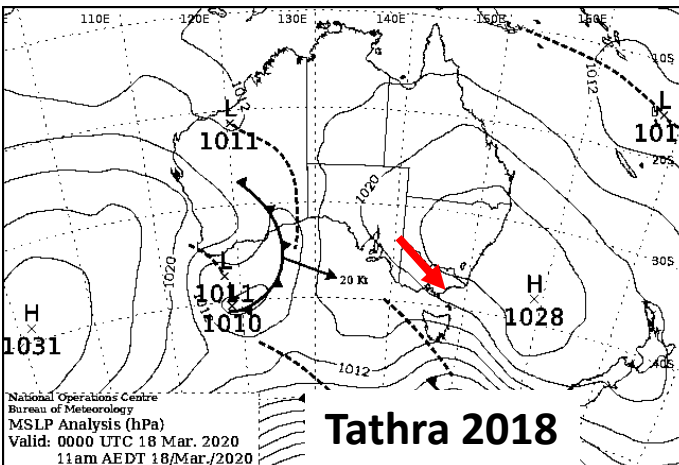 110E 120E 130E 140E 150E 160E
10S
1012
1012
L
1011
L
20S
1020
1020
30S
L
1011
1010
20 Kt
H
1031
H
1028
1012
40S
National Operations Centre
Bureau of Meteorology
MSLP Analysis (hPa)
Valid: 0000 UTC 18 Mar. 2020
11am AEDT 18/Mar./2020
Tathra 2018